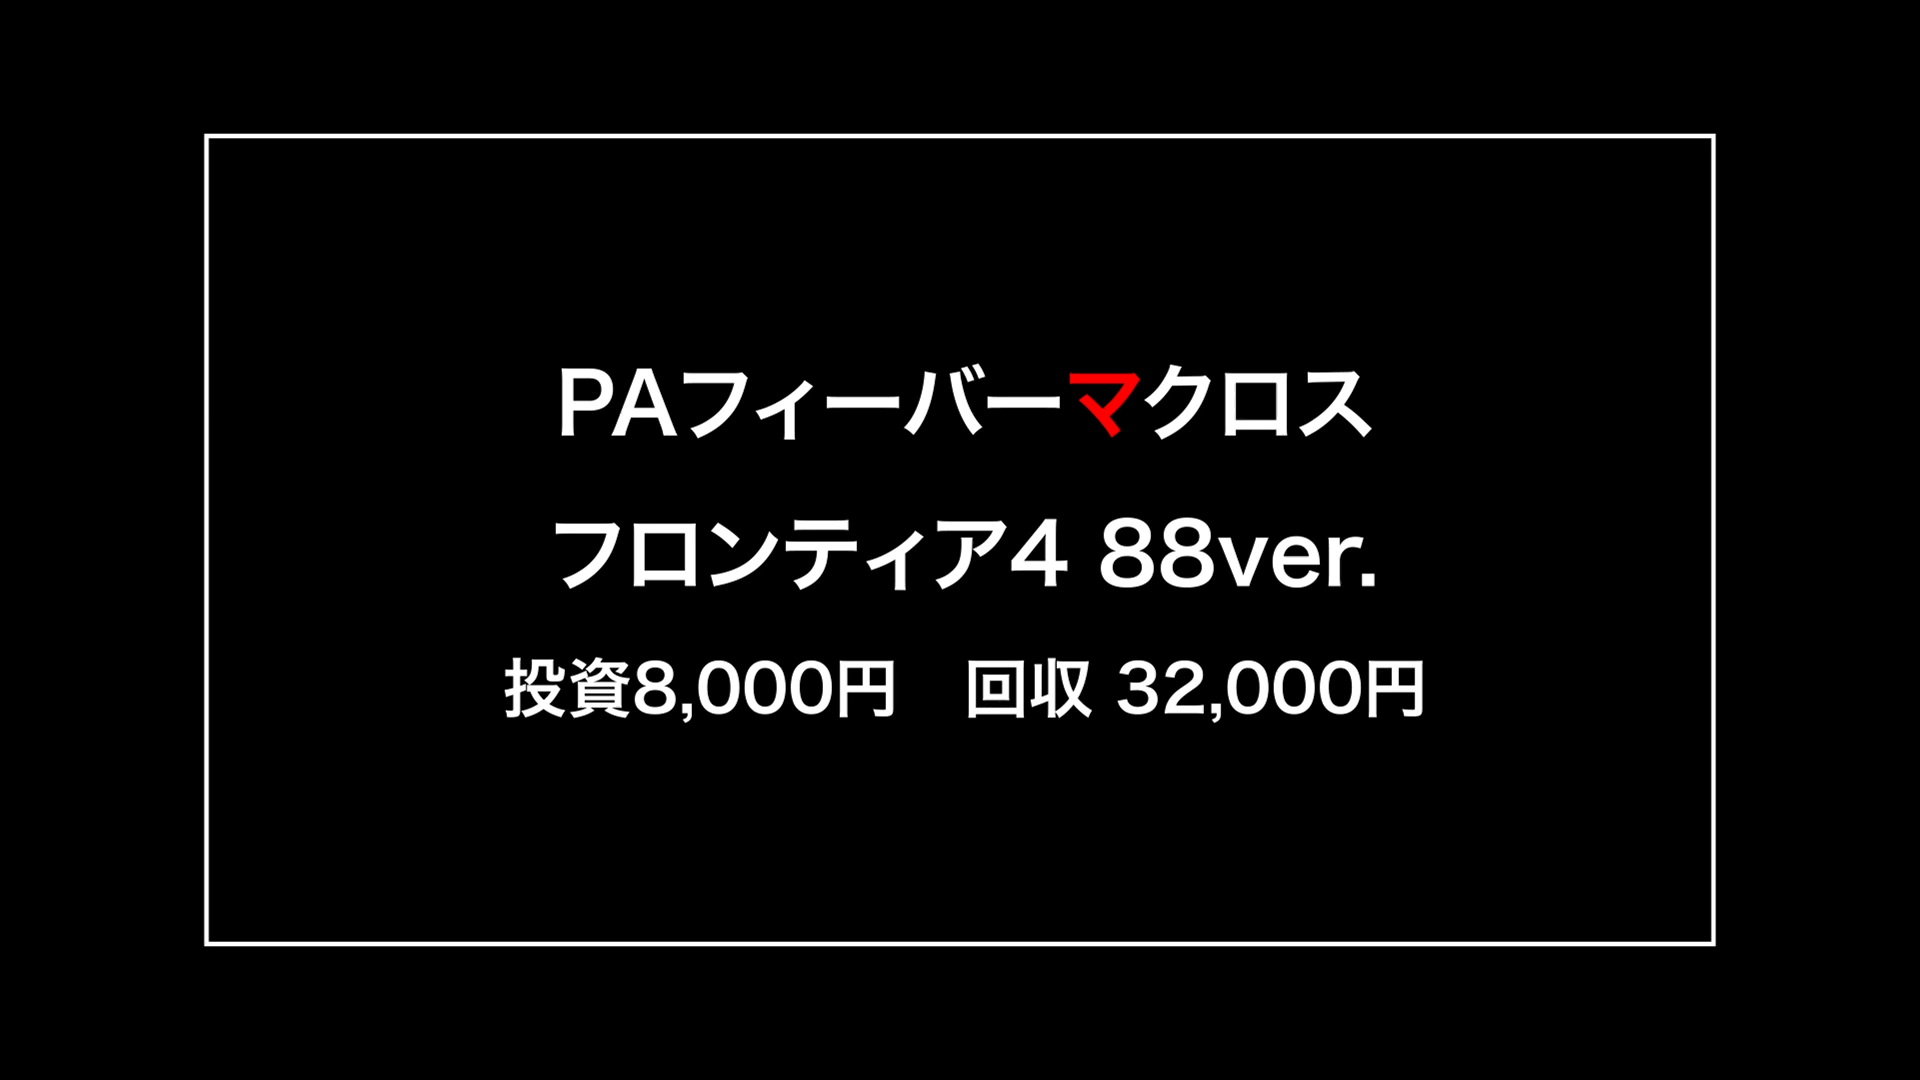 PAフィーバーマクロス
フロンティア4 88ver.
投資8,000円　回収 32,000円